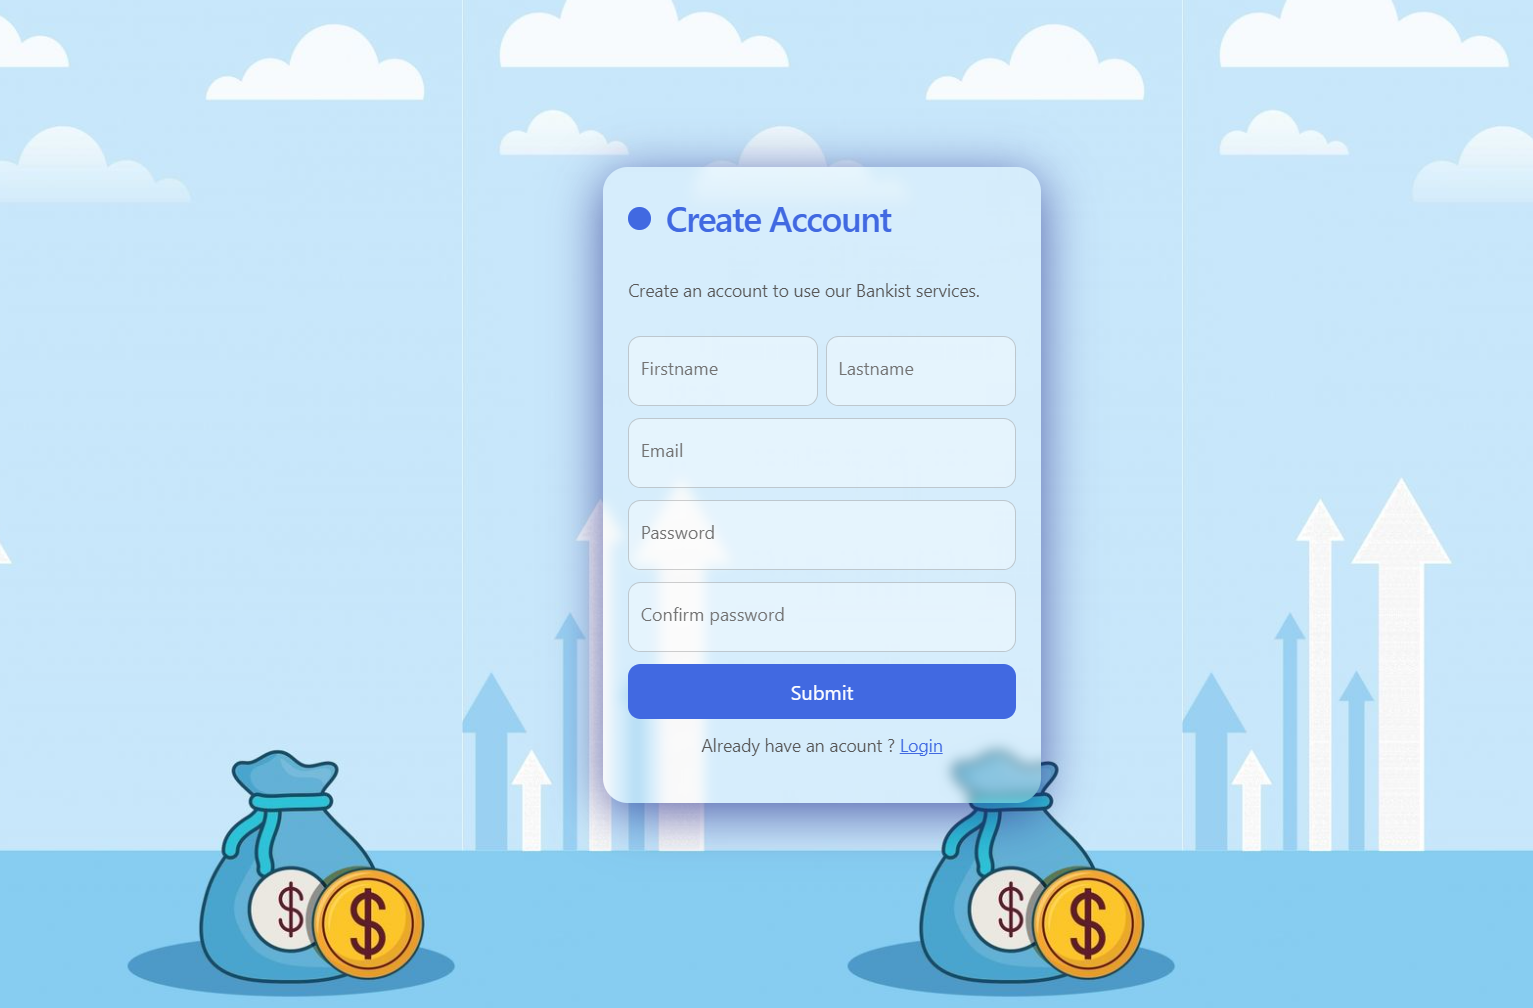 Create Account
Create an account to use our Bankist services.
Firstname Lastname
Email
Password
Confirm password
Submit
Already have an acount ? Login
$ $ $ $